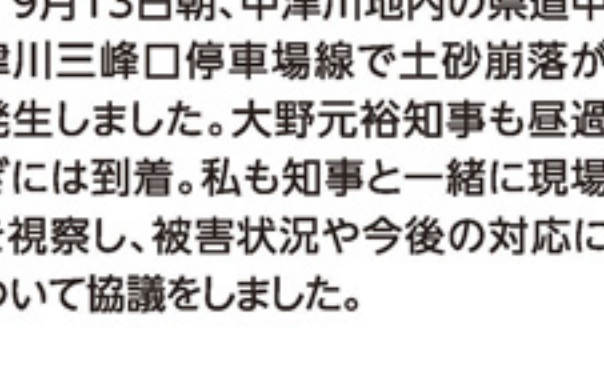 9月13日朝、中津川地内の県道中
津川三峰口停車場線で土砂崩落が
発生しました。大野元裕知事も昼過
ぎには到着。私も知事と一緒に現場
を視察し、被害状況や今後の対応に
ついて協議をしました。